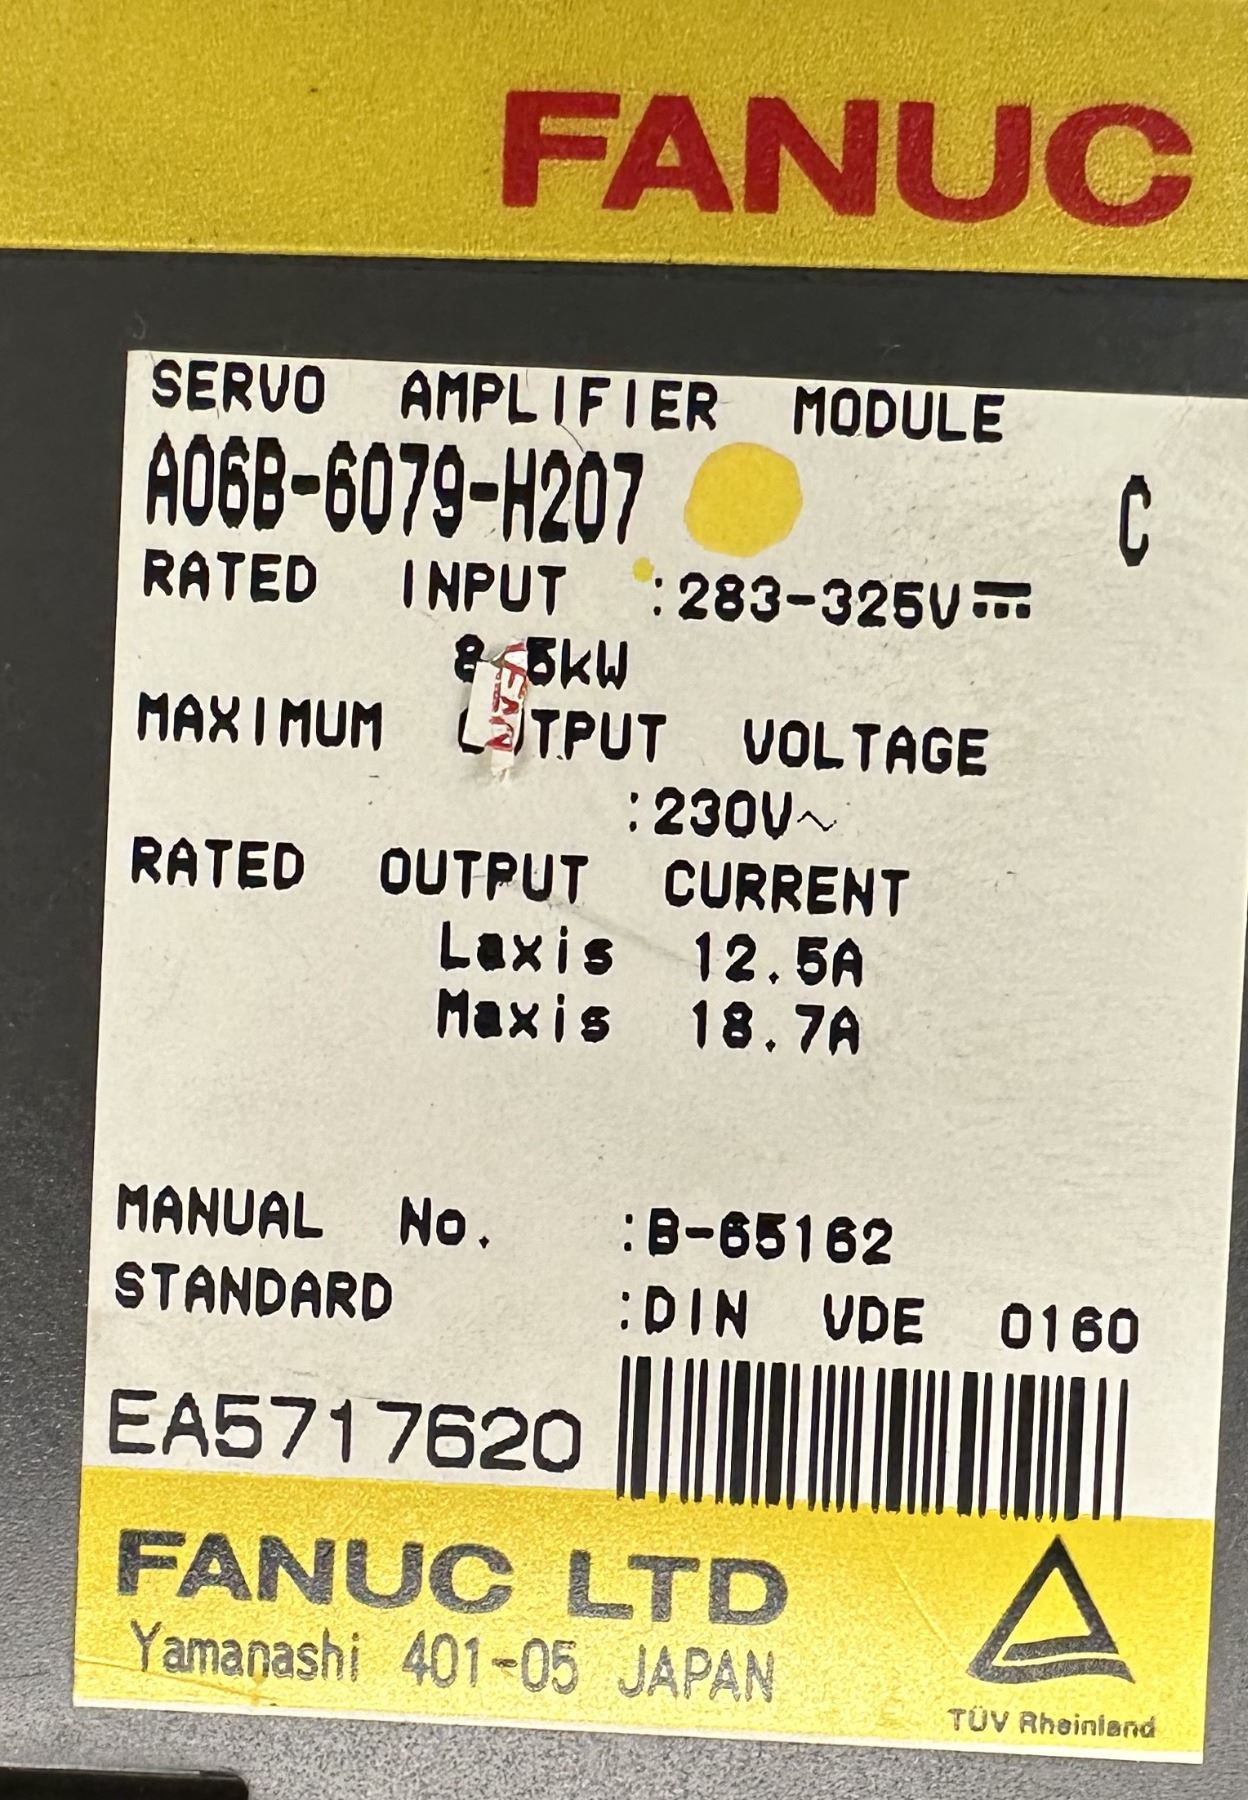 FANUC
SERVO AMPLIFIER MODULE
A06B-6079-H207 C
RATED INPUT :283-325V⎓
MAXIMUM VOLTAGE
:230V~
RATED OUTPUT CURRENT
Laxis 12.5A
Maxis 18.7A
MANUAL No. :B-65162
STANDARD :DIN VDE 0160
EA5717620
FANUC LTD
Yamanashi 401-05 JAPAN
TÜV Rheinland